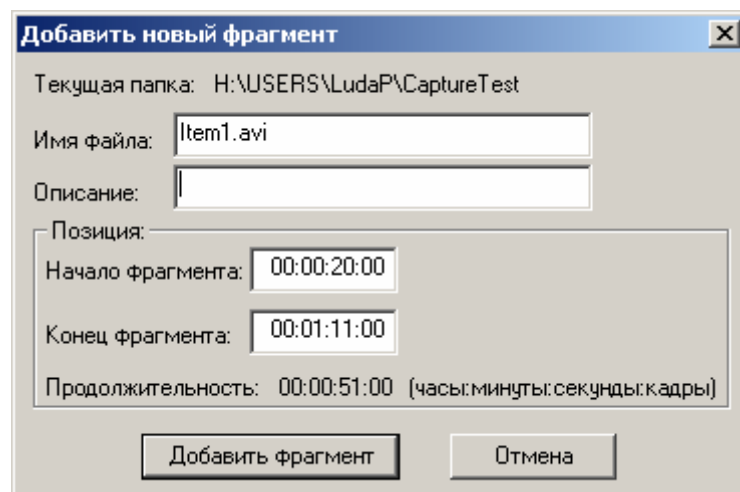 Добавить новый фрагмент
Текущая папка: H:\USERS\LudaP\CaptureTest
Имя файла: Item1.avi
Описание:
Позиция:
Начало фрагмента: 00:00:20:00
Конец фрагмента: 00:01:11:00
Продолжительность: 00:00:51:00 (часы:минуты:секунды:кадры)
Добавить фрагмент Отмена